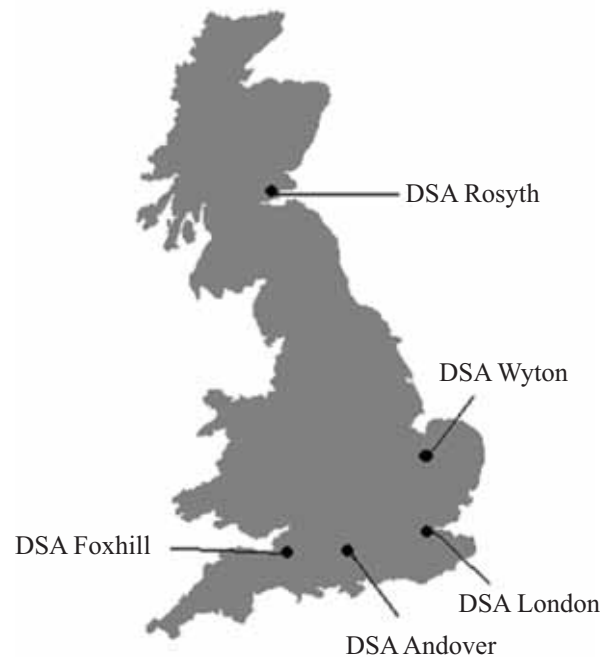 DSA Rosyth
DSA Wyton
DSA Foxhill
DSA London
DSA Andover